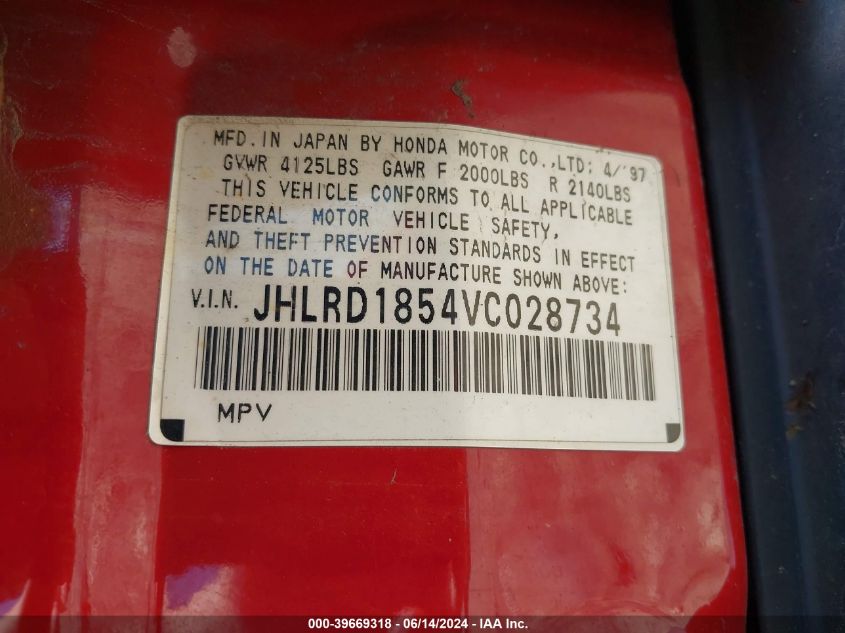 MFD. IN JAPAN BY HONDA MOTOR CO.,LTD; 4/'97
GVWR 4125LBS GAWR F 2000LBS R 2140LBS
THIS VEHICLE CONFORMS TO ALL APPLICABLE
FEDERAL MOTOR VEHICLE SAFETY,
AND THEFT PREVENTION STANDARDS IN EFFECT
ON THE DATE OF MANUFACTURE SHOWN ABOVE:
V.I.N. JHLRD1854VC028734
MPV
000-39669318 - 06/14/2024 - IAA Inc.